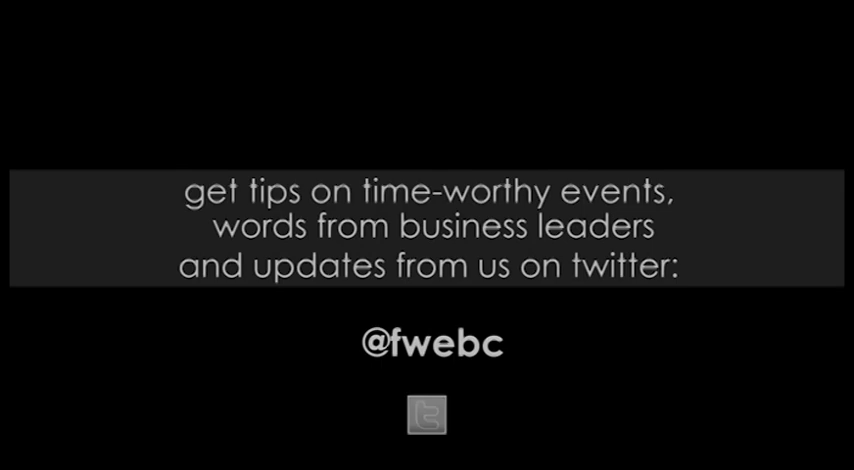 get tips on time-worthy events,
words from business leaders
and updates from us on twitter:
@fwebc
t